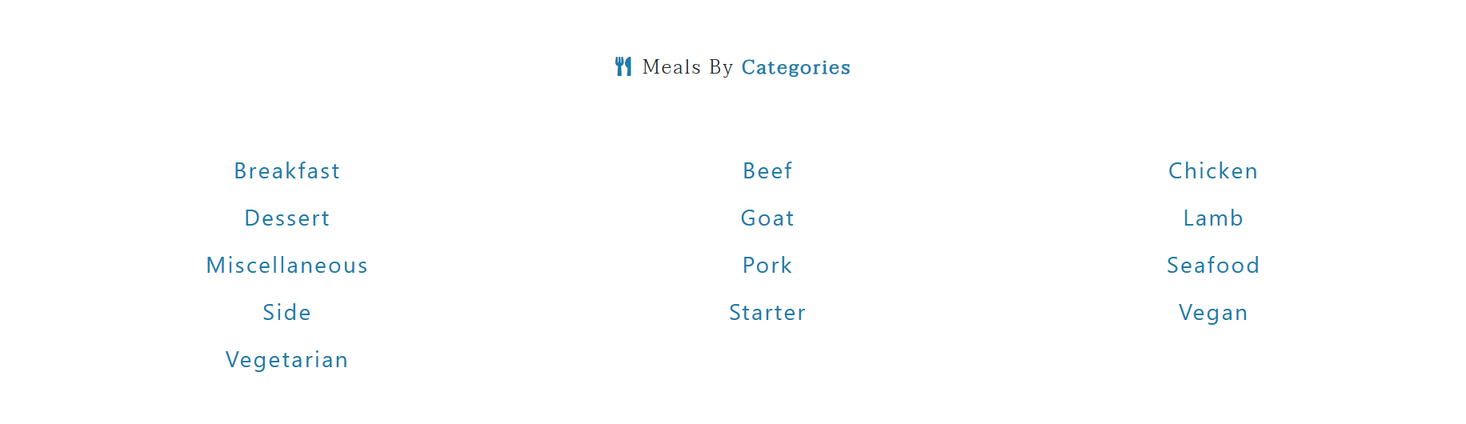 Meals By Categories
Breakfast Beef Chicken
Dessert Goat Lamb
Miscellaneous Pork Seafood
Side Starter Vegan
Vegetarian